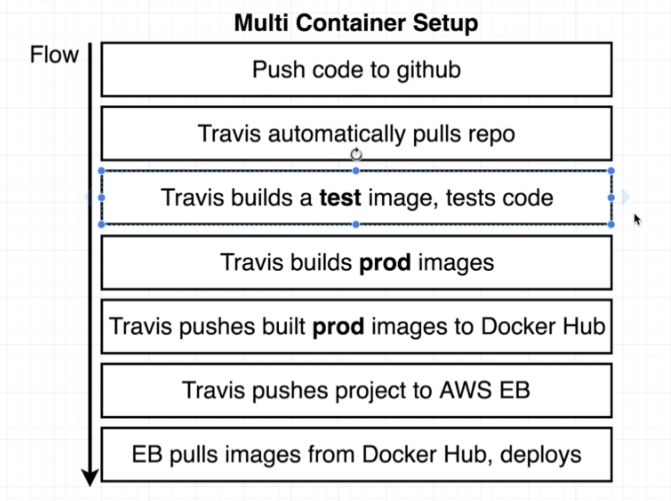 Multi Container Setup
Flow
Push code to github
Travis automatically pulls repo
Travis builds a test image, tests code
Travis builds prod images
Travis pushes built prod images to Docker Hub
Travis pushes project to AWS EB
EB pulls images from Docker Hub, deploys